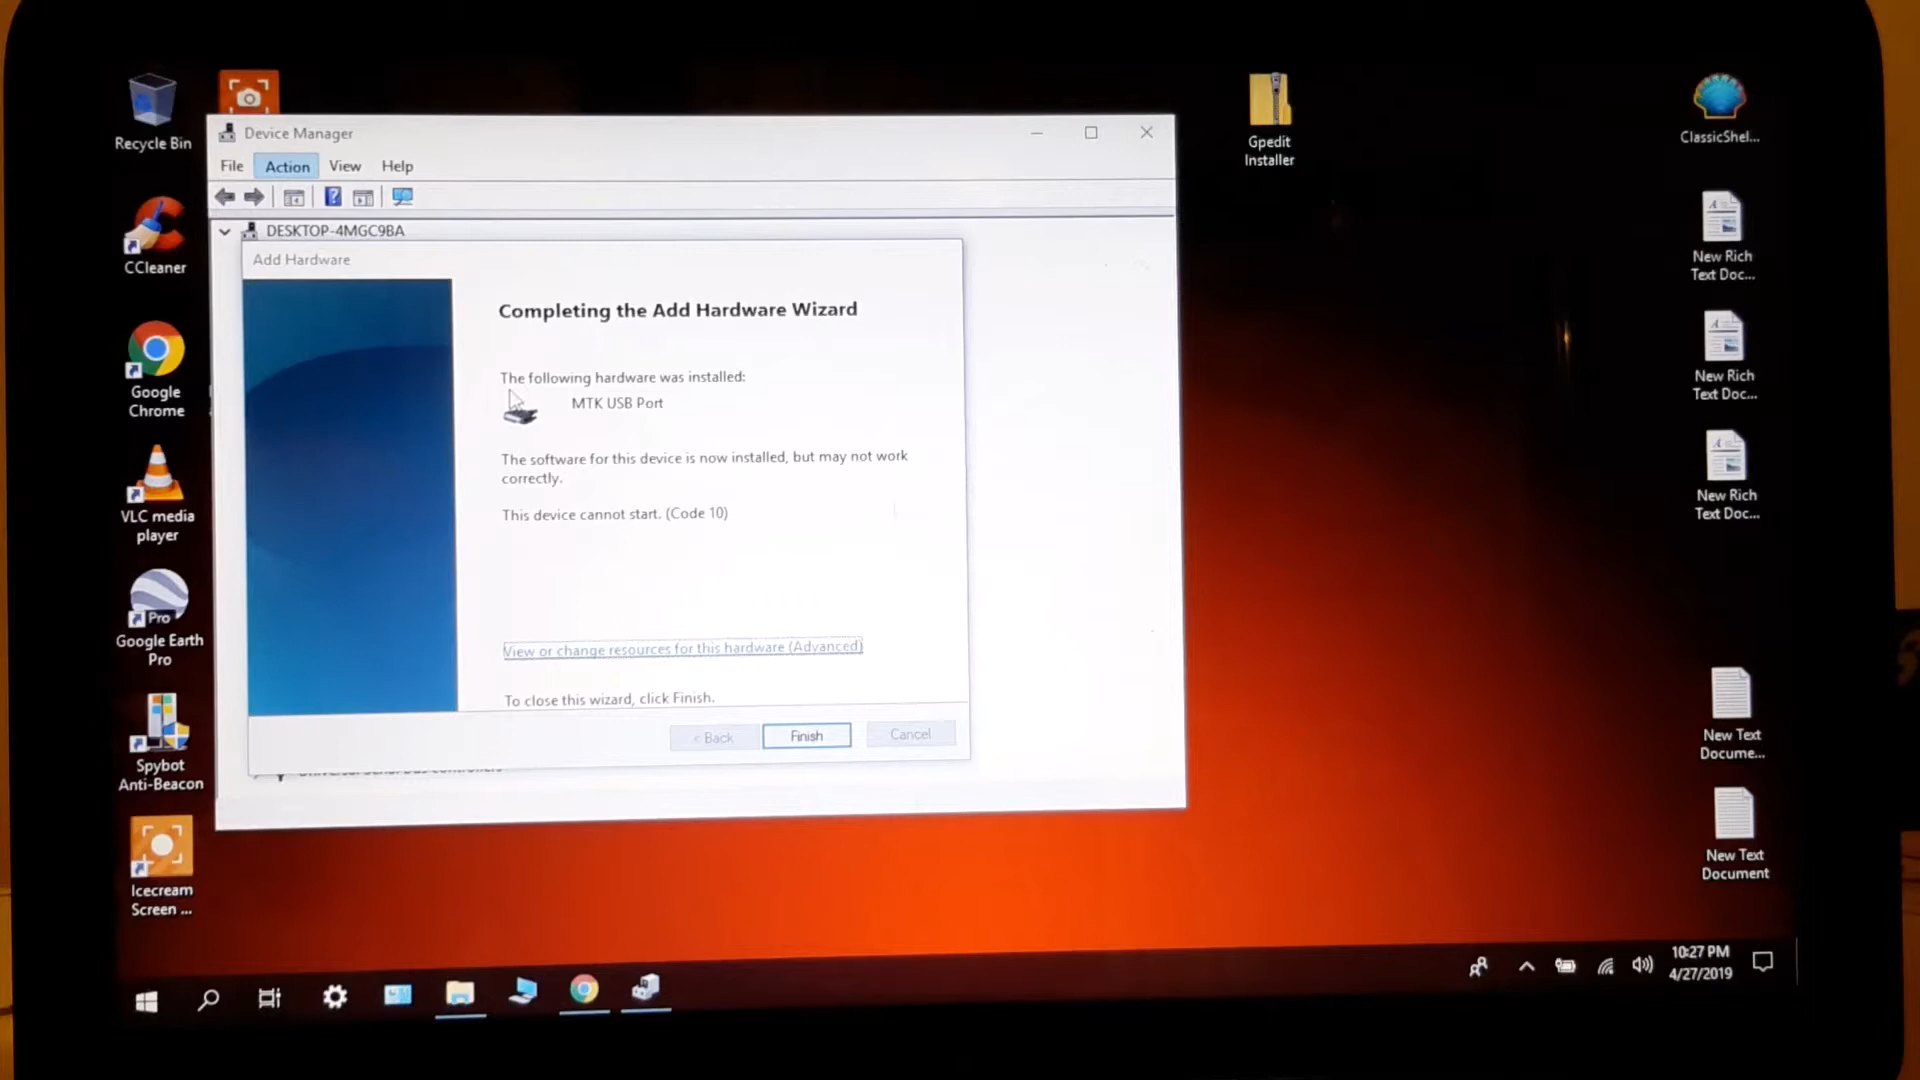 Recycle Bin
CCleaner
Google
Chrome
VLC media
player
Pro
Google Earth
Pro
Spybot
Anti-Beacon
Icecream
Screen ...
Device Manager
File Action View Help
DESKTOP-4MGC9BA
Add Hardware
Completing the Add Hardware Wizard
The following hardware was installed:
MTK USB Port
The software for this device is now installed, but may not work
correctly.
This device cannot start. (Code 10)
View or change resources for this hardware (Advanced)
To close this wizard, click Finish.
< Back Finish Cancel
Gpedit
Installer
ClassicShel...
New Rich
Text Doc...
New Rich
Text Doc...
New Rich
Text Doc...
New Text
Docume...
New Text
Document
10:27 PM
4/27/2019